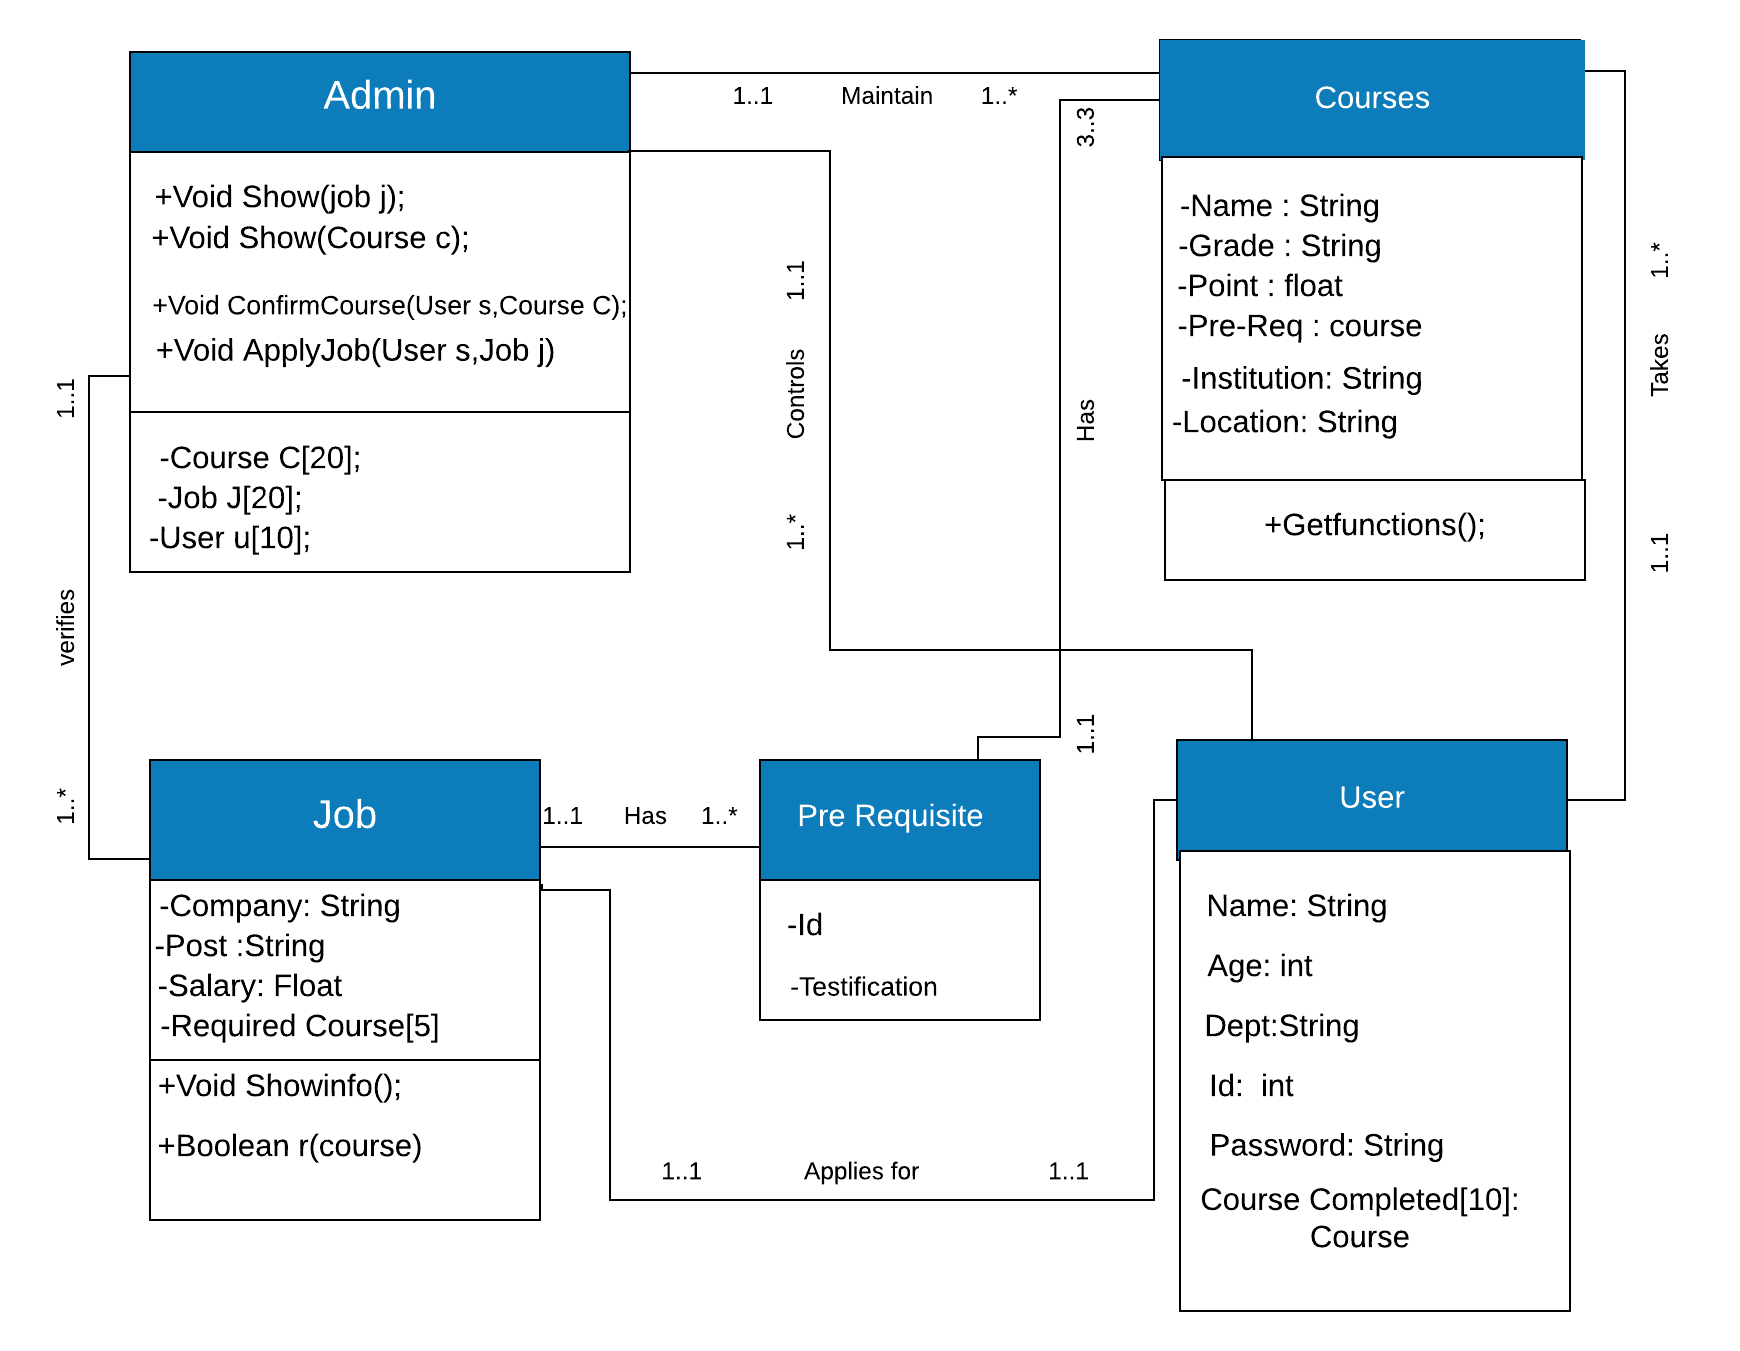 Admin
+Void Show(job j);
+Void Show(Course c);
+Void ConfirmCourse(User s,Course C);
+Void ApplyJob(User s,Job j)
-Course C[20];
-Job J[20];
-User u[10];
1..1 Maintain 1..*
Courses
-Name : String
-Grade : String
-Point : float
-Pre-Req : course
-Institution: String
-Location: String
+Getfunctions();
1..1
Controls
1..*
3..3
Has
1..1
1..*
Takes
1..1
1..1
verifies
1..*
Job
-Company: String
-Post :String
-Salary: Float
-Required Course[5]
+Void Showinfo();
+Boolean r(course)
1..1 Has 1..*
Pre Requisite
-Id
-Testification
User
Name: String
Age: int
Dept:String
Id:  int
Password: String
Course Completed[10]:
Course
1..1 Applies for 1..1